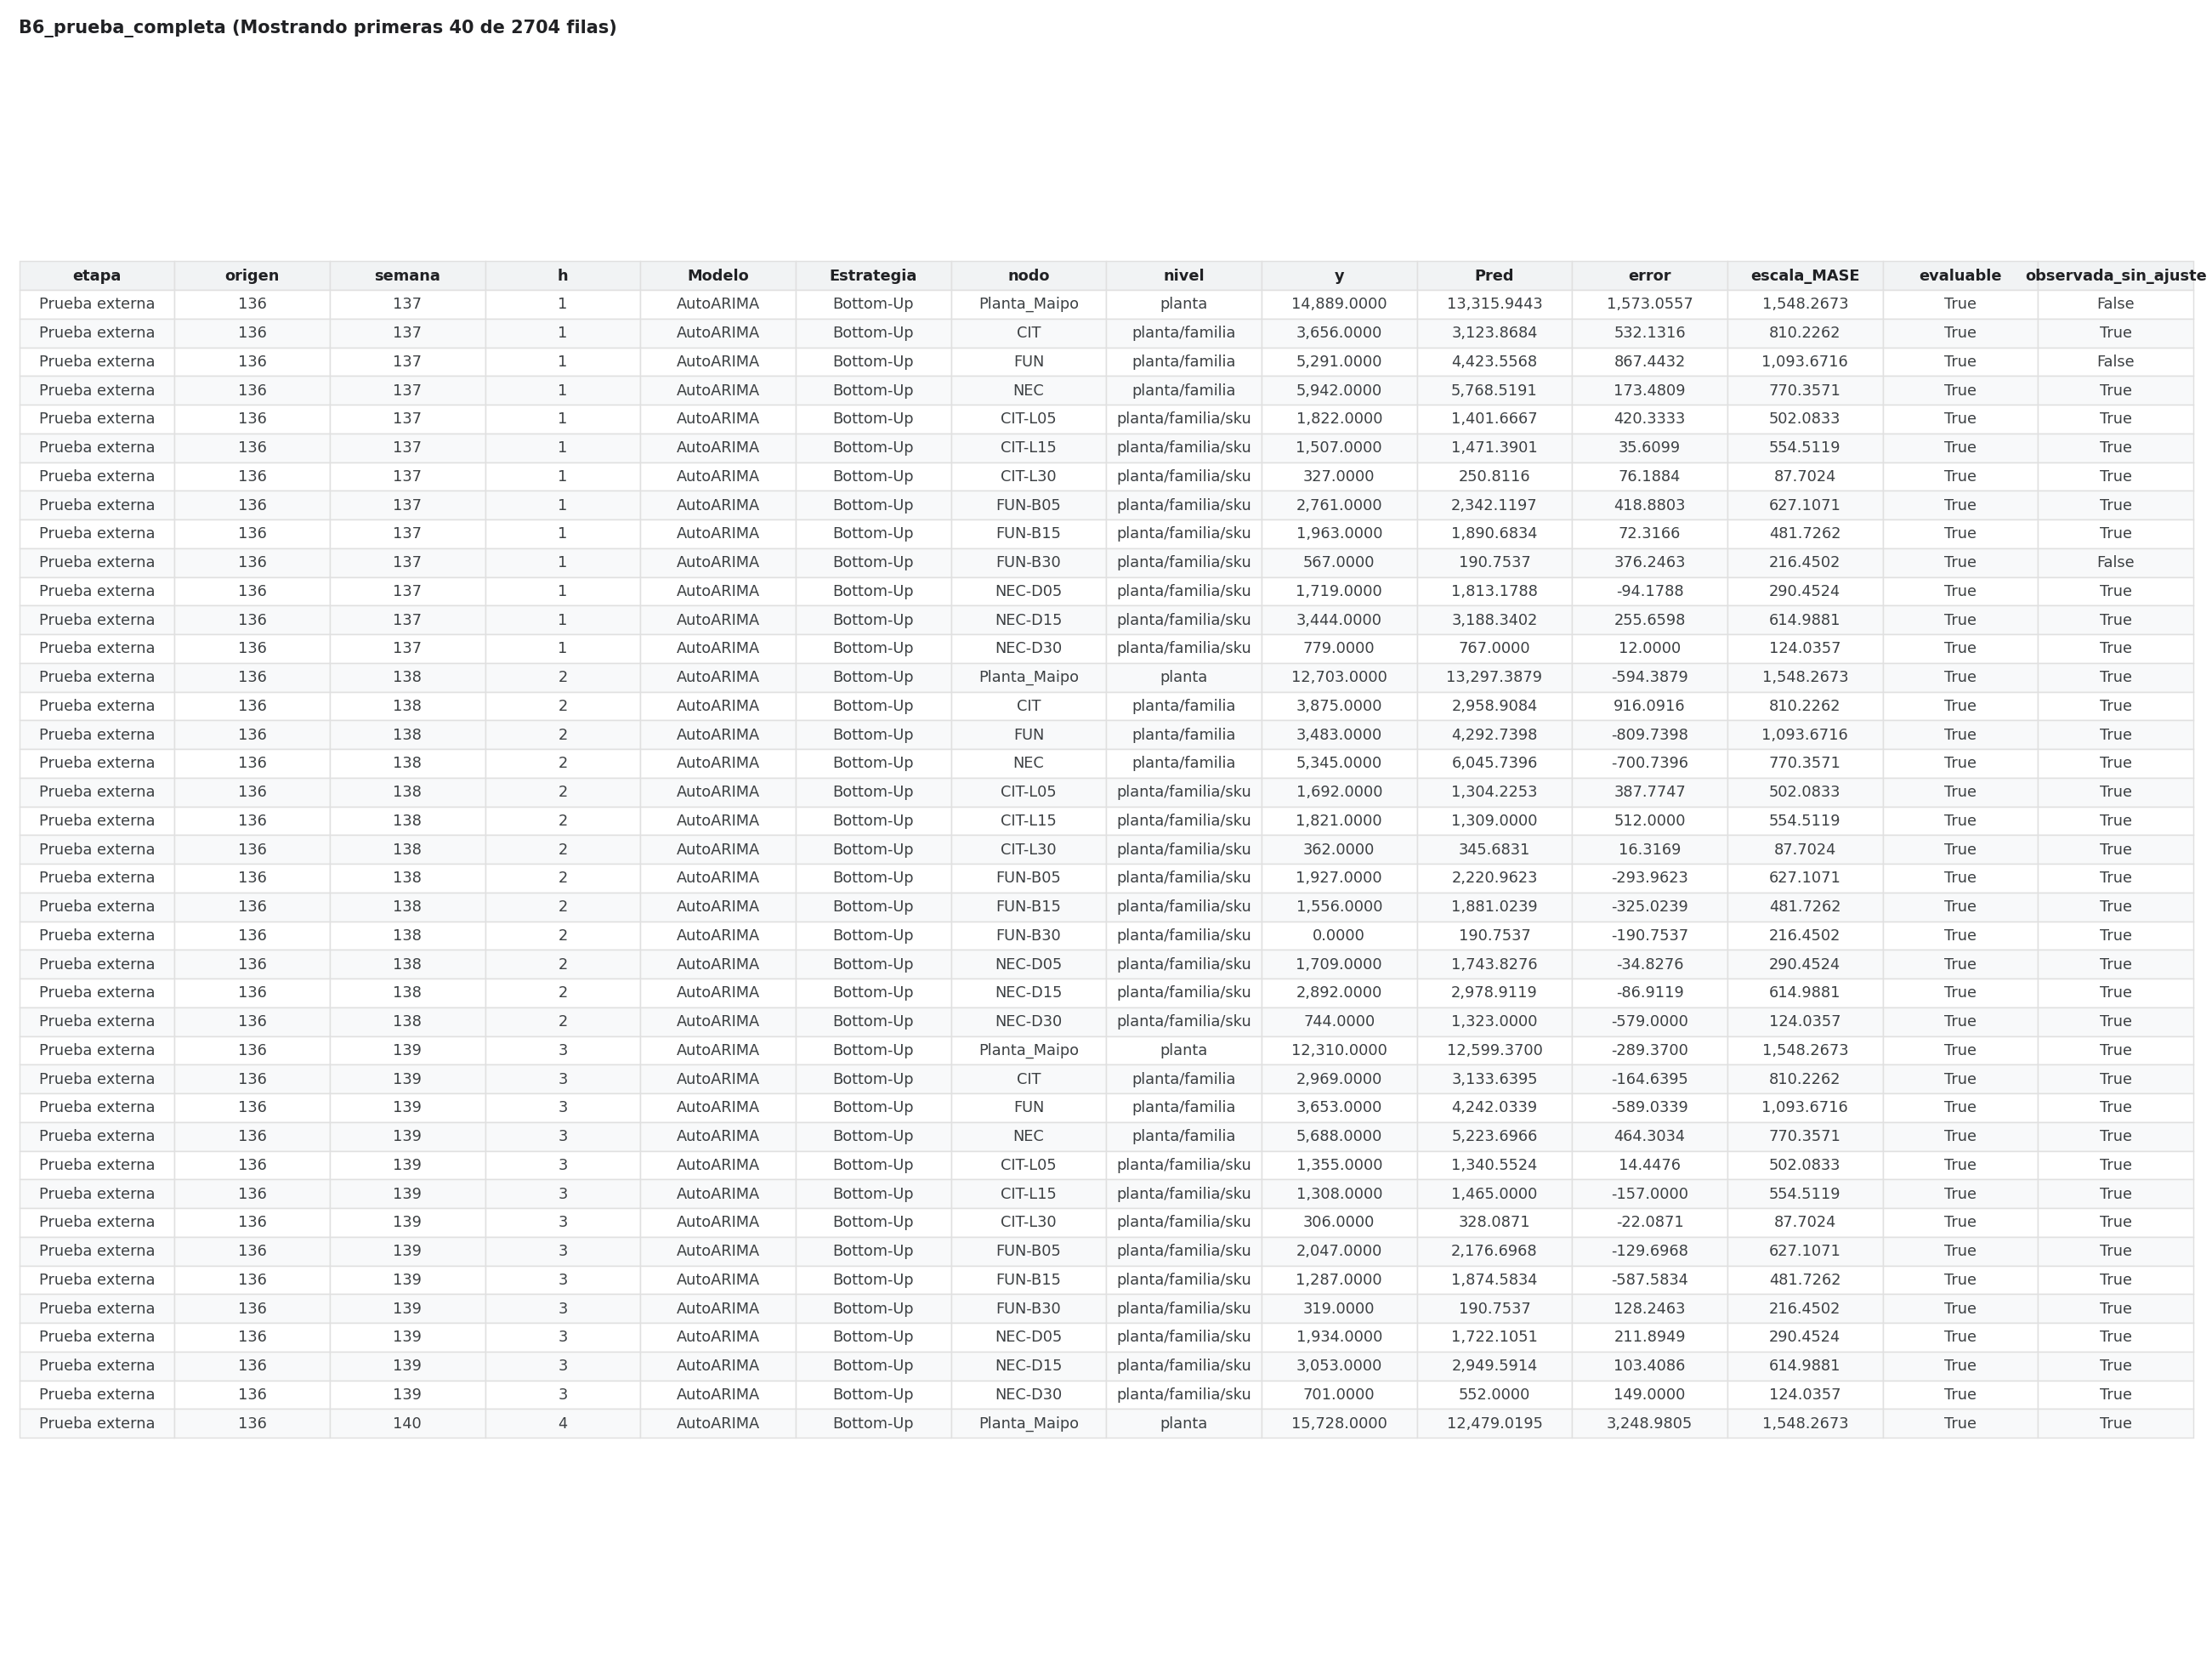 B6_prueba_completa (Mostrando primeras 40 de 2704 filas)
etapa origen semana h Modelo Estrategia nodo nivel y Pred error escala_MASE evaluable observada_sin_ajuste
Prueba externa 136 137 1 AutoARIMA Bottom-Up Planta_Maipo planta 14,889.0000 13,315.9443 1,573.0557 1,548.2673 True False
Prueba externa 136 137 1 AutoARIMA Bottom-Up CIT planta/familia 3,656.0000 3,123.8684 532.1316 810.2262 True True
Prueba externa 136 137 1 AutoARIMA Bottom-Up FUN planta/familia 5,291.0000 4,423.5568 867.4432 1,093.6716 True False
Prueba externa 136 137 1 AutoARIMA Bottom-Up NEC planta/familia 5,942.0000 5,768.5191 173.4809 770.3571 True True
Prueba externa 136 137 1 AutoARIMA Bottom-Up CIT-L05 planta/familia/sku 1,822.0000 1,401.6667 420.3333 502.0833 True True
Prueba externa 136 137 1 AutoARIMA Bottom-Up CIT-L15 planta/familia/sku 1,507.0000 1,471.3901 35.6099 554.5119 True True
Prueba externa 136 137 1 AutoARIMA Bottom-Up CIT-L30 planta/familia/sku 327.0000 250.8116 76.1884 87.7024 True True
Prueba externa 136 137 1 AutoARIMA Bottom-Up FUN-B05 planta/familia/sku 2,761.0000 2,342.1197 418.8803 627.1071 True True
Prueba externa 136 137 1 AutoARIMA Bottom-Up FUN-B15 planta/familia/sku 1,963.0000 1,890.6834 72.3166 481.7262 True True
Prueba externa 136 137 1 AutoARIMA Bottom-Up FUN-B30 planta/familia/sku 567.0000 190.7537 376.2463 216.4502 True False
Prueba externa 136 137 1 AutoARIMA Bottom-Up NEC-D05 planta/familia/sku 1,719.0000 1,813.1788 -94.1788 290.4524 True True
Prueba externa 136 137 1 AutoARIMA Bottom-Up NEC-D15 planta/familia/sku 3,444.0000 3,188.3402 255.6598 614.9881 True True
Prueba externa 136 137 1 AutoARIMA Bottom-Up NEC-D30 planta/familia/sku 779.0000 767.0000 12.0000 124.0357 True True
Prueba externa 136 138 2 AutoARIMA Bottom-Up Planta_Maipo planta 12,703.0000 13,297.3879 -594.3879 1,548.2673 True True
Prueba externa 136 138 2 AutoARIMA Bottom-Up CIT planta/familia 3,875.0000 2,958.9084 916.0916 810.2262 True True
Prueba externa 136 138 2 AutoARIMA Bottom-Up FUN planta/familia 3,483.0000 4,292.7398 -809.7398 1,093.6716 True True
Prueba externa 136 138 2 AutoARIMA Bottom-Up NEC planta/familia 5,345.0000 6,045.7396 -700.7396 770.3571 True True
Prueba externa 136 138 2 AutoARIMA Bottom-Up CIT-L05 planta/familia/sku 1,692.0000 1,304.2253 387.7747 502.0833 True True
Prueba externa 136 138 2 AutoARIMA Bottom-Up CIT-L15 planta/familia/sku 1,821.0000 1,309.0000 512.0000 554.5119 True True
Prueba externa 136 138 2 AutoARIMA Bottom-Up CIT-L30 planta/familia/sku 362.0000 345.6831 16.3169 87.7024 True True
Prueba externa 136 138 2 AutoARIMA Bottom-Up FUN-B05 planta/familia/sku 1,927.0000 2,220.9623 -293.9623 627.1071 True True
Prueba externa 136 138 2 AutoARIMA Bottom-Up FUN-B15 planta/familia/sku 1,556.0000 1,881.0239 -325.0239 481.7262 True True
Prueba externa 136 138 2 AutoARIMA Bottom-Up FUN-B30 planta/familia/sku 0.0000 190.7537 -190.7537 216.4502 True True
Prueba externa 136 138 2 AutoARIMA Bottom-Up NEC-D05 planta/familia/sku 1,709.0000 1,743.8276 -34.8276 290.4524 True True
Prueba externa 136 138 2 AutoARIMA Bottom-Up NEC-D15 planta/familia/sku 2,892.0000 2,978.9119 -86.9119 614.9881 True True
Prueba externa 136 138 2 AutoARIMA Bottom-Up NEC-D30 planta/familia/sku 744.0000 1,323.0000 -579.0000 124.0357 True True
Prueba externa 136 139 3 AutoARIMA Bottom-Up Planta_Maipo planta 12,310.0000 12,599.3700 -289.3700 1,548.2673 True True
Prueba externa 136 139 3 AutoARIMA Bottom-Up CIT planta/familia 2,969.0000 3,133.6395 -164.6395 810.2262 True True
Prueba externa 136 139 3 AutoARIMA Bottom-Up FUN planta/familia 3,653.0000 4,242.0339 -589.0339 1,093.6716 True True
Prueba externa 136 139 3 AutoARIMA Bottom-Up NEC planta/familia 5,688.0000 5,223.6966 464.3034 770.3571 True True
Prueba externa 136 139 3 AutoARIMA Bottom-Up CIT-L05 planta/familia/sku 1,355.0000 1,340.5524 14.4476 502.0833 True True
Prueba externa 136 139 3 AutoARIMA Bottom-Up CIT-L15 planta/familia/sku 1,308.0000 1,465.0000 -157.0000 554.5119 True True
Prueba externa 136 139 3 AutoARIMA Bottom-Up CIT-L30 planta/familia/sku 306.0000 328.0871 -22.0871 87.7024 True True
Prueba externa 136 139 3 AutoARIMA Bottom-Up FUN-B05 planta/familia/sku 2,047.0000 2,176.6968 -129.6968 627.1071 True True
Prueba externa 136 139 3 AutoARIMA Bottom-Up FUN-B15 planta/familia/sku 1,287.0000 1,874.5834 -587.5834 481.7262 True True
Prueba externa 136 139 3 AutoARIMA Bottom-Up FUN-B30 planta/familia/sku 319.0000 190.7537 128.2463 216.4502 True True
Prueba externa 136 139 3 AutoARIMA Bottom-Up NEC-D05 planta/familia/sku 1,934.0000 1,722.1051 211.8949 290.4524 True True
Prueba externa 136 139 3 AutoARIMA Bottom-Up NEC-D15 planta/familia/sku 3,053.0000 2,949.5914 103.4086 614.9881 True True
Prueba externa 136 139 3 AutoARIMA Bottom-Up NEC-D30 planta/familia/sku 701.0000 552.0000 149.0000 124.0357 True True
Prueba externa 136 140 4 AutoARIMA Bottom-Up Planta_Maipo planta 15,728.0000 12,479.0195 3,248.9805 1,548.2673 True True